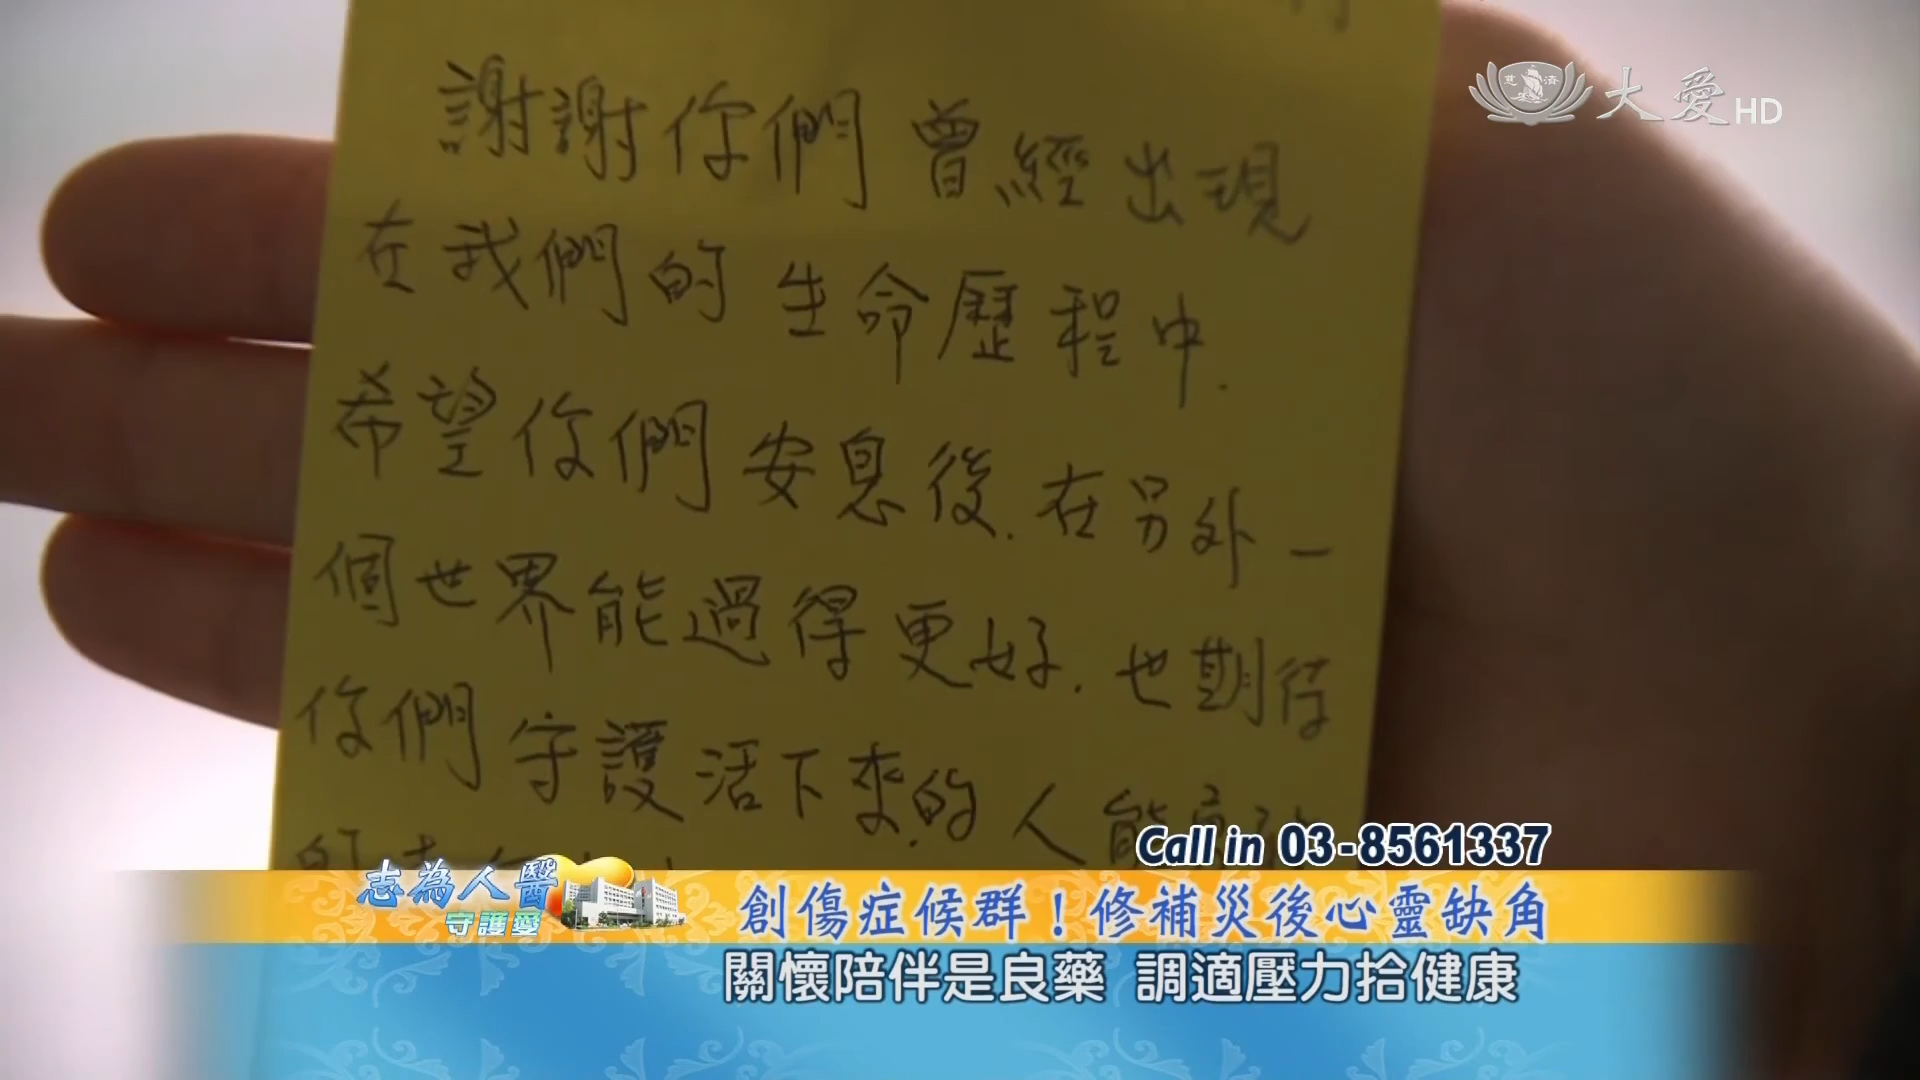 慈濟
大愛HD
謝謝你們曾經出現
在我們的生命歷程中.
希望你們安息後.在另外一
個世界能過得更好.也期待
你們守護活下來的人能
Call in 03-8561337
志為人醫
守護愛
創傷症候群！修補災後心靈缺角
關懷陪伴是良藥 調適壓力拾健康